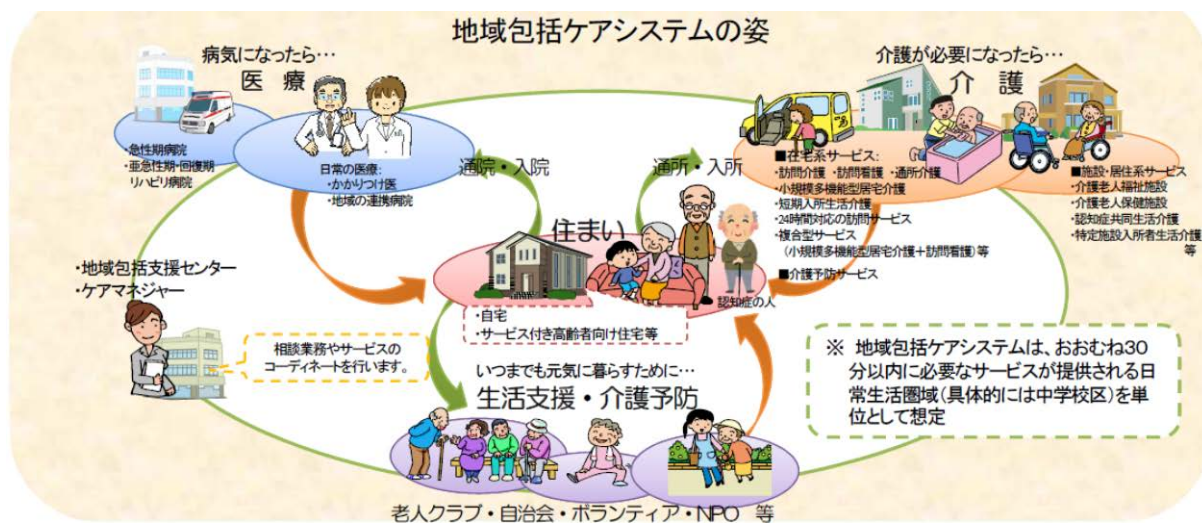 地域包括ケアシステムの姿
病気になったら…
医 療
・急性期病院
・亜急性期・回復期
リハビリ病院
日常の医療:
・かかりつけ医
・地域の連携病院
通院・入院
通所・入所
介護が必要になったら…
介 護
■在宅系サービス:
・訪問介護 ・訪問看護 ・通所介護
・小規模多機能型居宅介護
・短期入所生活介護
・24時間対応の訪問サービス
・複合型サービス
(小規模多機能型居宅介護+訪問看護)等
■介護予防サービス
■施設・居住系サービス
・介護老人福祉施設
・介護老人保健施設
・認知症共同生活介護
・特定施設入所者生活介護
等
住まい
認知症の人
・自宅
・サービス付き高齢者向け住宅等
・地域包括支援センター
・ケアマネジャー
相談業務やサービスの
コーディネートを行います。
いつまでも元気に暮らすために…
生活支援・介護予防
老人クラブ・自治会・ボランティア・NPO 等
※ 地域包括ケアシステムは、おおむね30
分以内に必要なサービスが提供される日
常生活圏域(具体的には中学校区)を単
位として想定